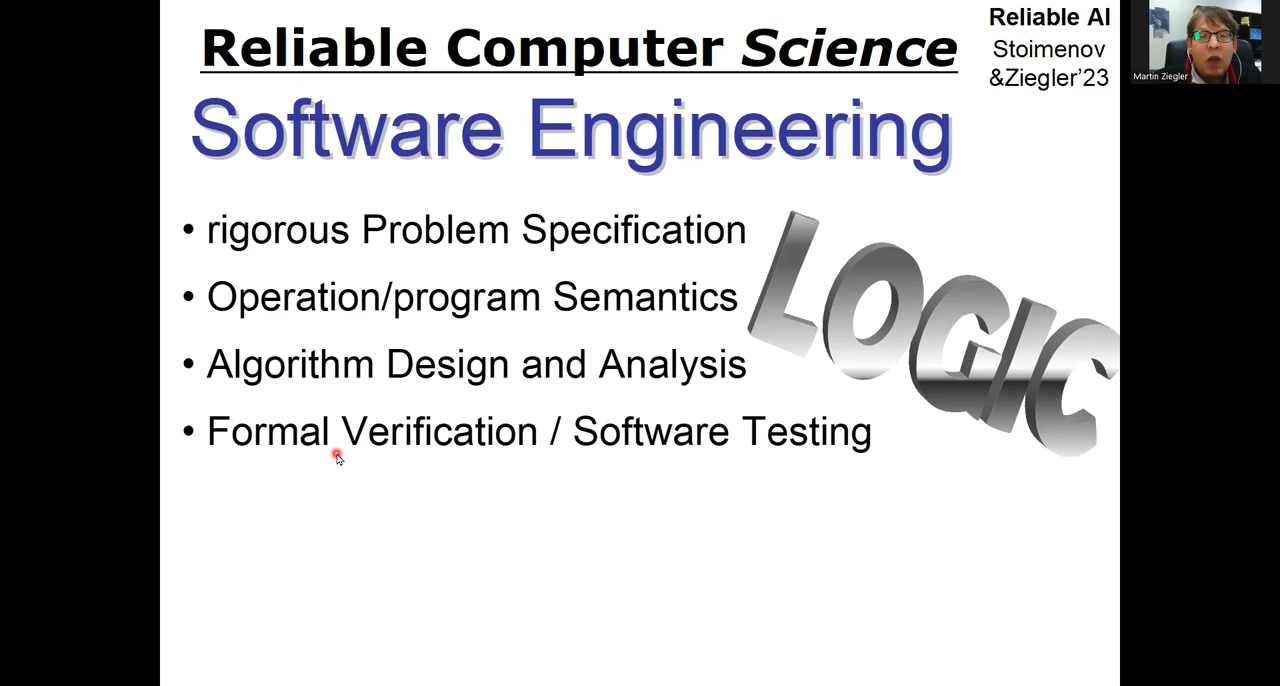 Reliable Computer Science
Software Engineering
• rigorous Problem Specification
• Operation/program Semantics
• Algorithm Design and Analysis
• Formal Verification / Software Testing
LOGIC
Reliable AI
Stoimenov
&Ziegler’23
Martin Ziegler